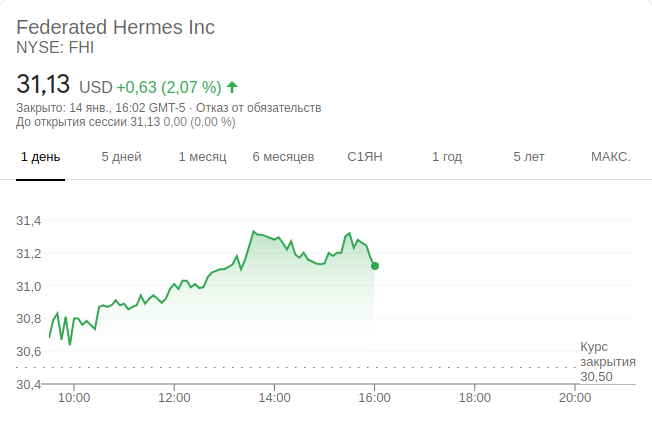 Federated Hermes Inc
NYSE: FHI
31,13 USD +0,63 (2,07 %)
Закрыто: 14 янв., 16:02 GMT-5 · Отказ от обязательств
До открытия сессии 31,13 0,00 (0,00 %)
1 день 5 дней 1 месяц 6 месяцев С1ЯН 1 год 5 лет МАКС.
31,4
31,2
31,0
30,8
30,6
30,4
Курс
закрытия
30,50
10:00 12:00 14:00 16:00 18:00 20:00